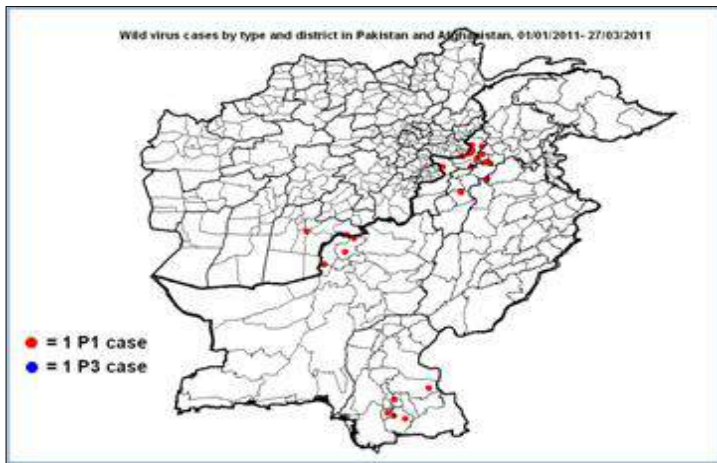 Wild virus cases by type and district in Pakistan and Afghanistan, 01/01/2011- 27/03/2011
= 1 P1 case
= 1 P3 case